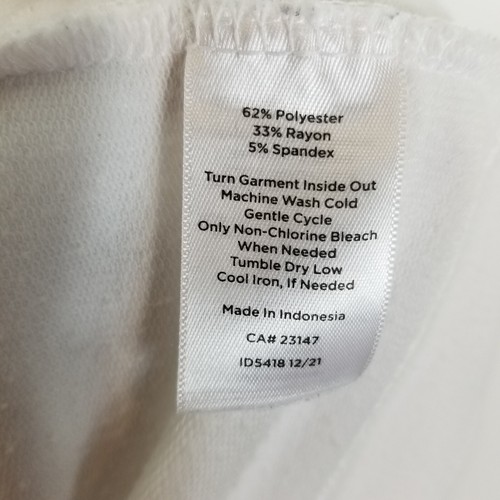 62% Polyester
33% Rayon
5% Spandex
Turn Garment Inside Out
Machine Wash Cold
Gentle Cycle
Only Non-Chlorine Bleach
When Needed
Tumble Dry Low
Cool Iron, If Needed
Made In Indonesia
CA# 23147
ID5418 12/21